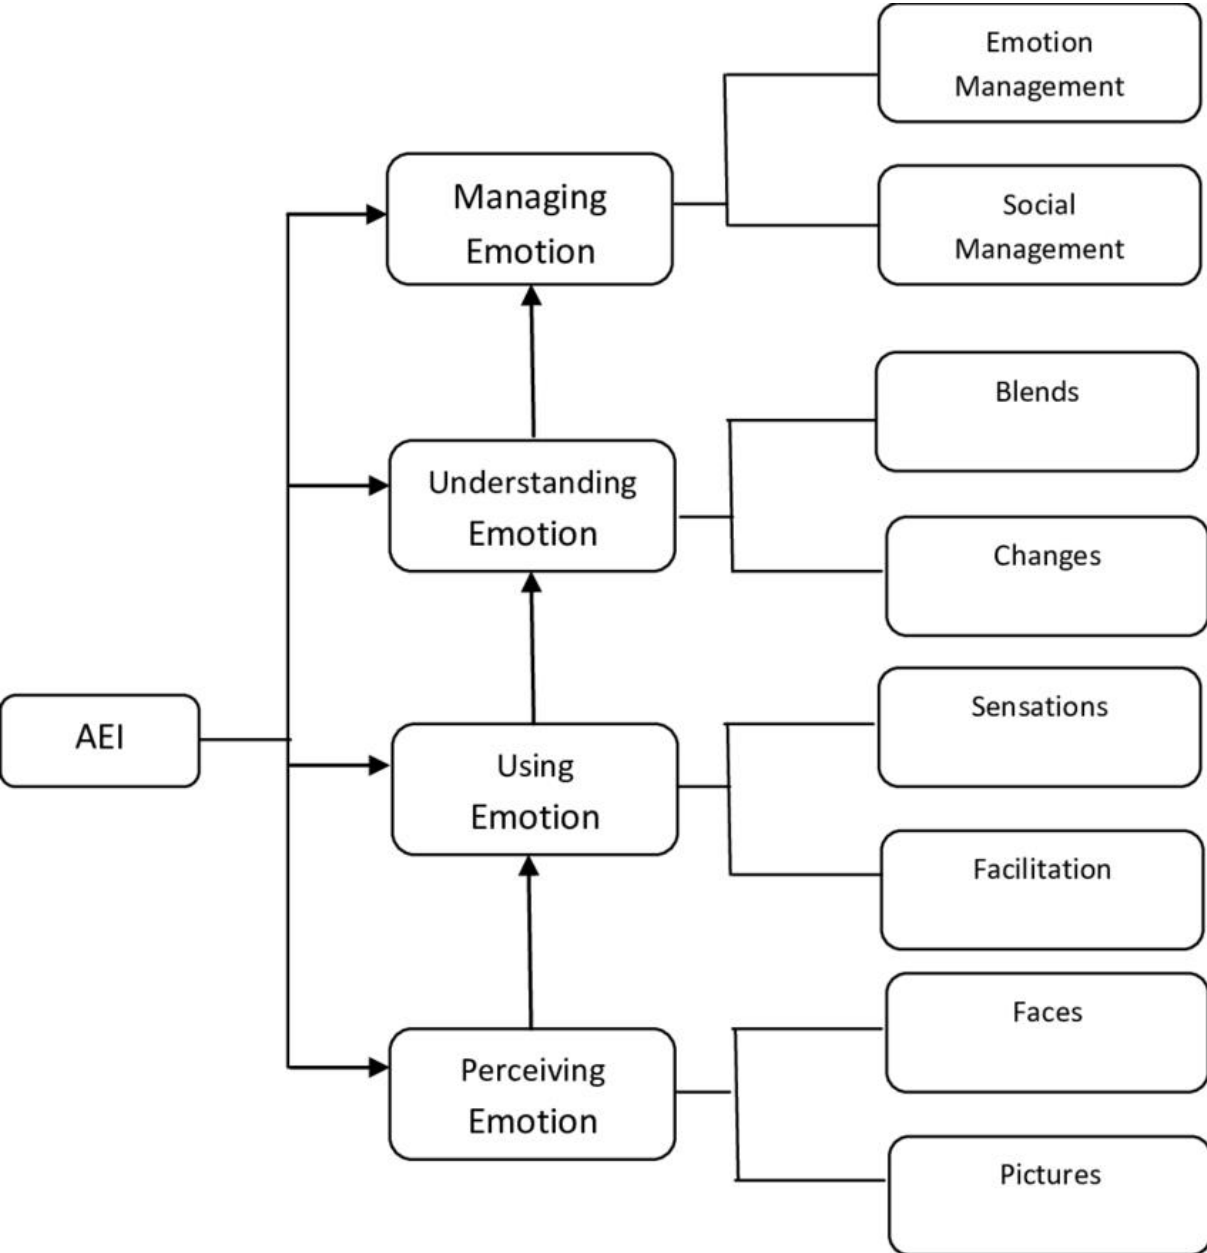 Emotion
Management
Managing
Emotion
Social
Management
Blends
Understanding
Emotion
Changes
Sensations
AEI
Using
Emotion
Facilitation
Faces
Perceiving
Emotion
Pictures